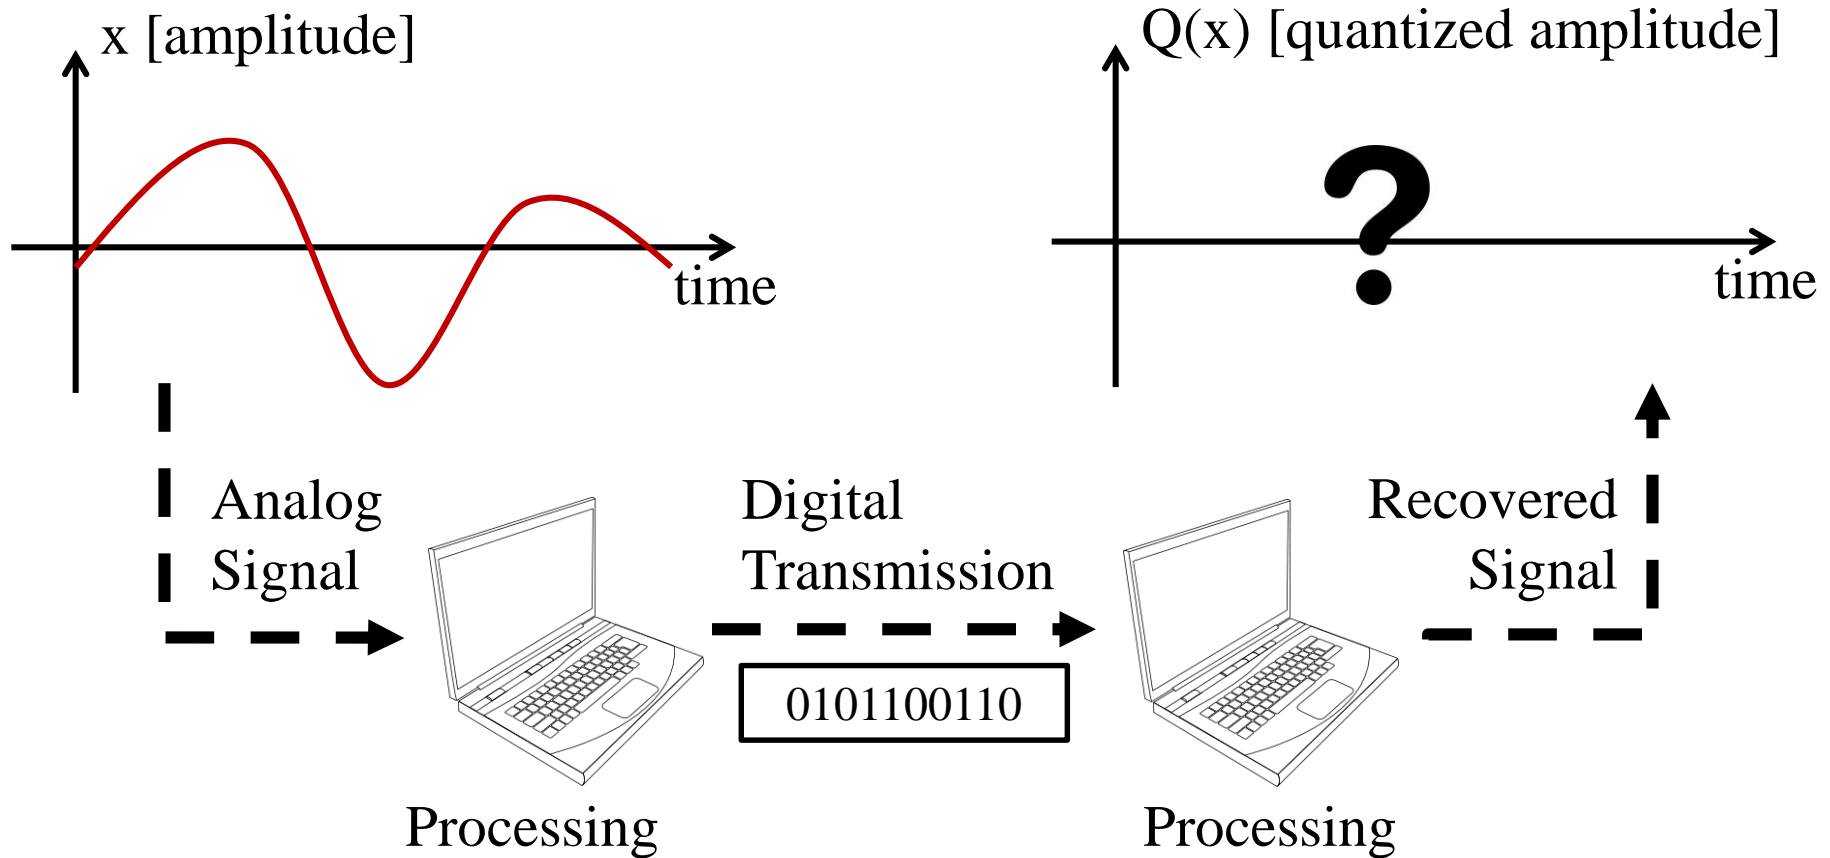 x [amplitude]
Q(x) [quantized amplitude]
?
time
time
Analog
Signal
Digital
Transmission
Recovered
Signal
0101100110
Processing
Processing